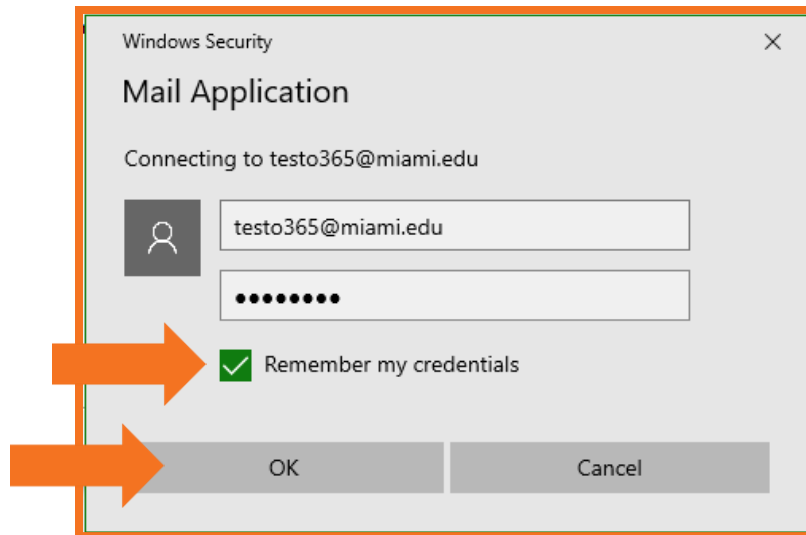 Windows Security
Mail Application
Connecting to testo365@miami.edu
testo365@miami.edu
●●●●●●●●
Remember my credentials
OK Cancel